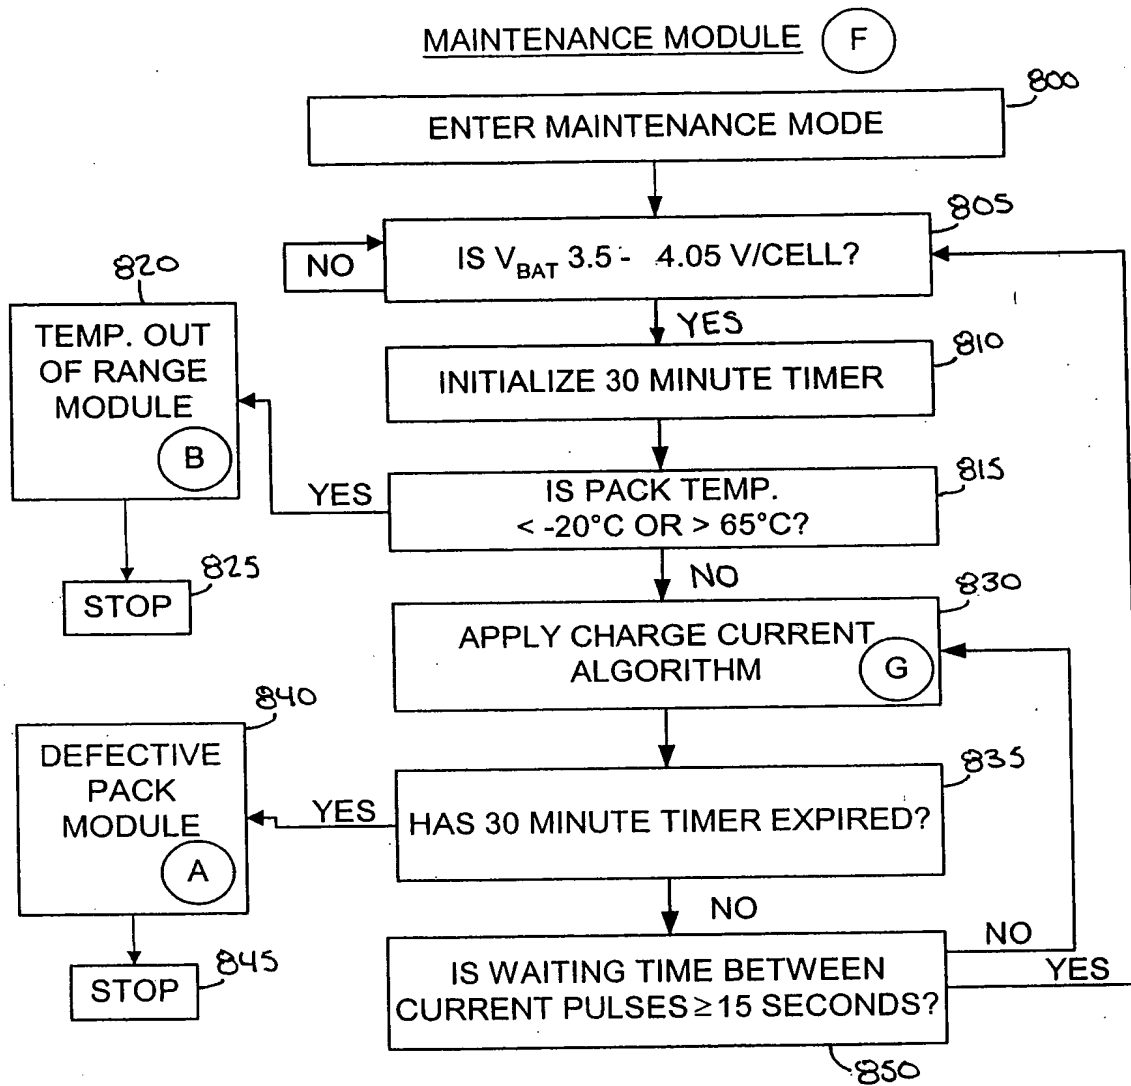 MAINTENANCE MODULE F
800
ENTER MAINTENANCE MODE
805
IS VBAT 3.5 - 4.05 V/CELL?
NO
YES
820
TEMP. OUT
OF RANGE
MODULE
B
810
INITIALIZE 30 MINUTE TIMER
815
IS PACK TEMP.
< -20°C OR > 65°C?
YES
NO
825
STOP
830
APPLY CHARGE CURRENT
ALGORITHM
G
840
DEFECTIVE
PACK
MODULE
A
835
HAS 30 MINUTE TIMER EXPIRED?
YES
NO
845
STOP
IS WAITING TIME BETWEEN
CURRENT PULSES ≥ 15 SECONDS?
NO
YES
850